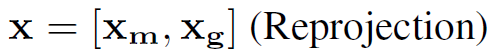 x = [x_m, x_g] (Reprojection)